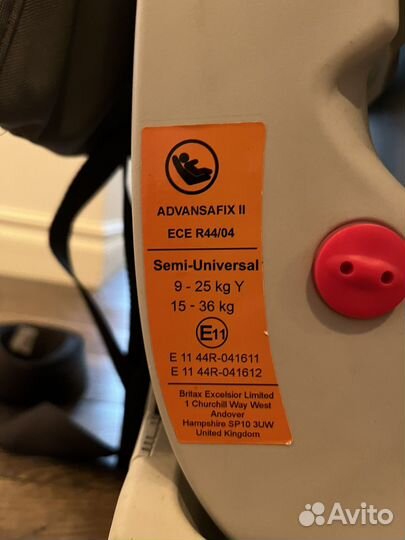 ADVANSAFIX II
ECE R44/04
Semi-Universal
9 - 25 kg Y
15 - 36 kg
E11
E 11 44R-041611
E 11 44R-041612
Britax Excelsior Limited
1 Churchill Way West
Andover
Hampshire SP10 3UW
United Kingdom
Avito